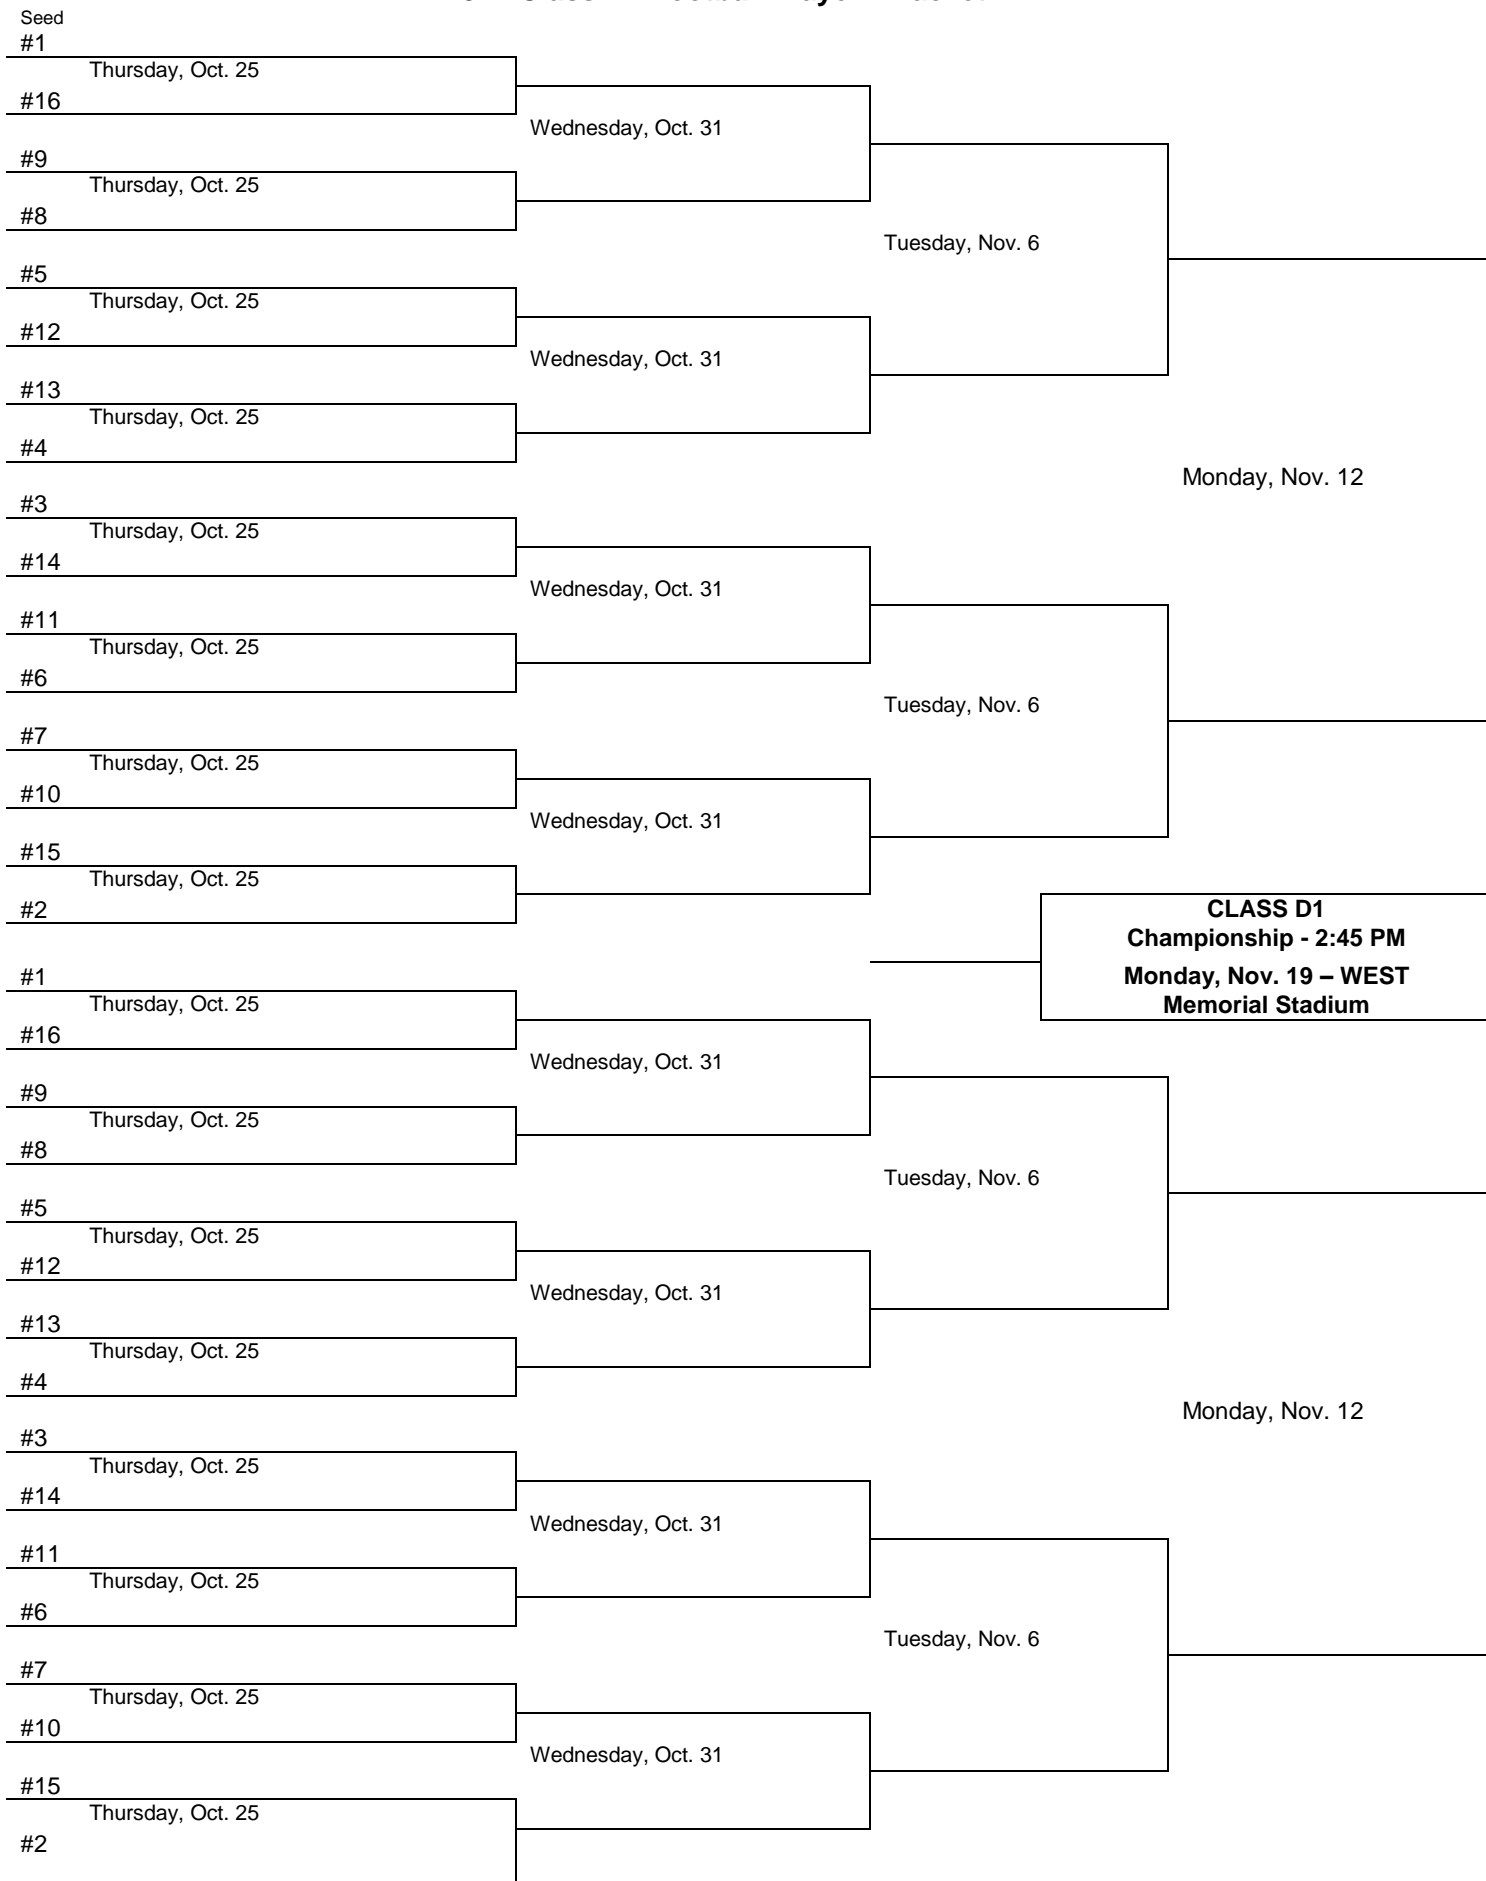 Seed
#1
Thursday, Oct. 25
#16
Wednesday, Oct. 31
#9
Thursday, Oct. 25
#8
Tuesday, Nov. 6
#5
Thursday, Oct. 25
#12
Wednesday, Oct. 31
#13
Thursday, Oct. 25
#4
Monday, Nov. 12
#3
Thursday, Oct. 25
#14
Wednesday, Oct. 31
#11
Thursday, Oct. 25
#6
Tuesday, Nov. 6
#7
Thursday, Oct. 25
#10
Wednesday, Oct. 31
#15
Thursday, Oct. 25
#2
CLASS D1
Championship - 2:45 PM
Monday, Nov. 19 – WEST
Memorial Stadium
#1
Thursday, Oct. 25
#16
Wednesday, Oct. 31
#9
Thursday, Oct. 25
#8
Tuesday, Nov. 6
#5
Thursday, Oct. 25
#12
Wednesday, Oct. 31
#13
Thursday, Oct. 25
#4
Monday, Nov. 12
#3
Thursday, Oct. 25
#14
Wednesday, Oct. 31
#11
Thursday, Oct. 25
#6
Tuesday, Nov. 6
#7
Thursday, Oct. 25
#10
Wednesday, Oct. 31
#15
Thursday, Oct. 25
#2